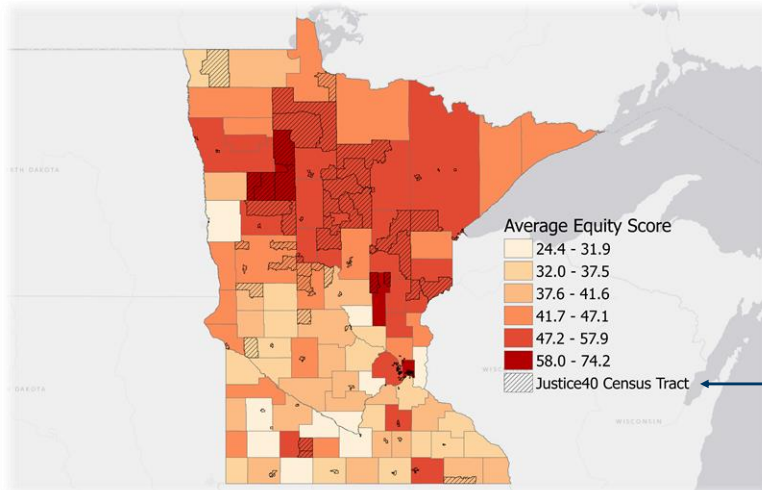 Average Equity Score
24.4 - 31.9
32.0 - 37.5
37.6 - 41.6
41.7 - 47.1
47.2 - 57.9
58.0 - 74.2
Justice40 Census Tract
WISCONSIN